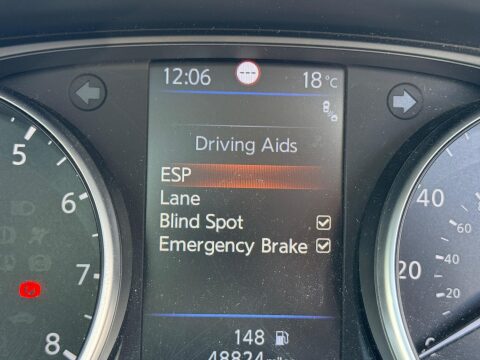 12:06 --- 18 °C
Driving Aids
ESP
Lane
Blind Spot
Emergency Brake
148
48824 miles
5
6
7
8
40
20
60
40
20